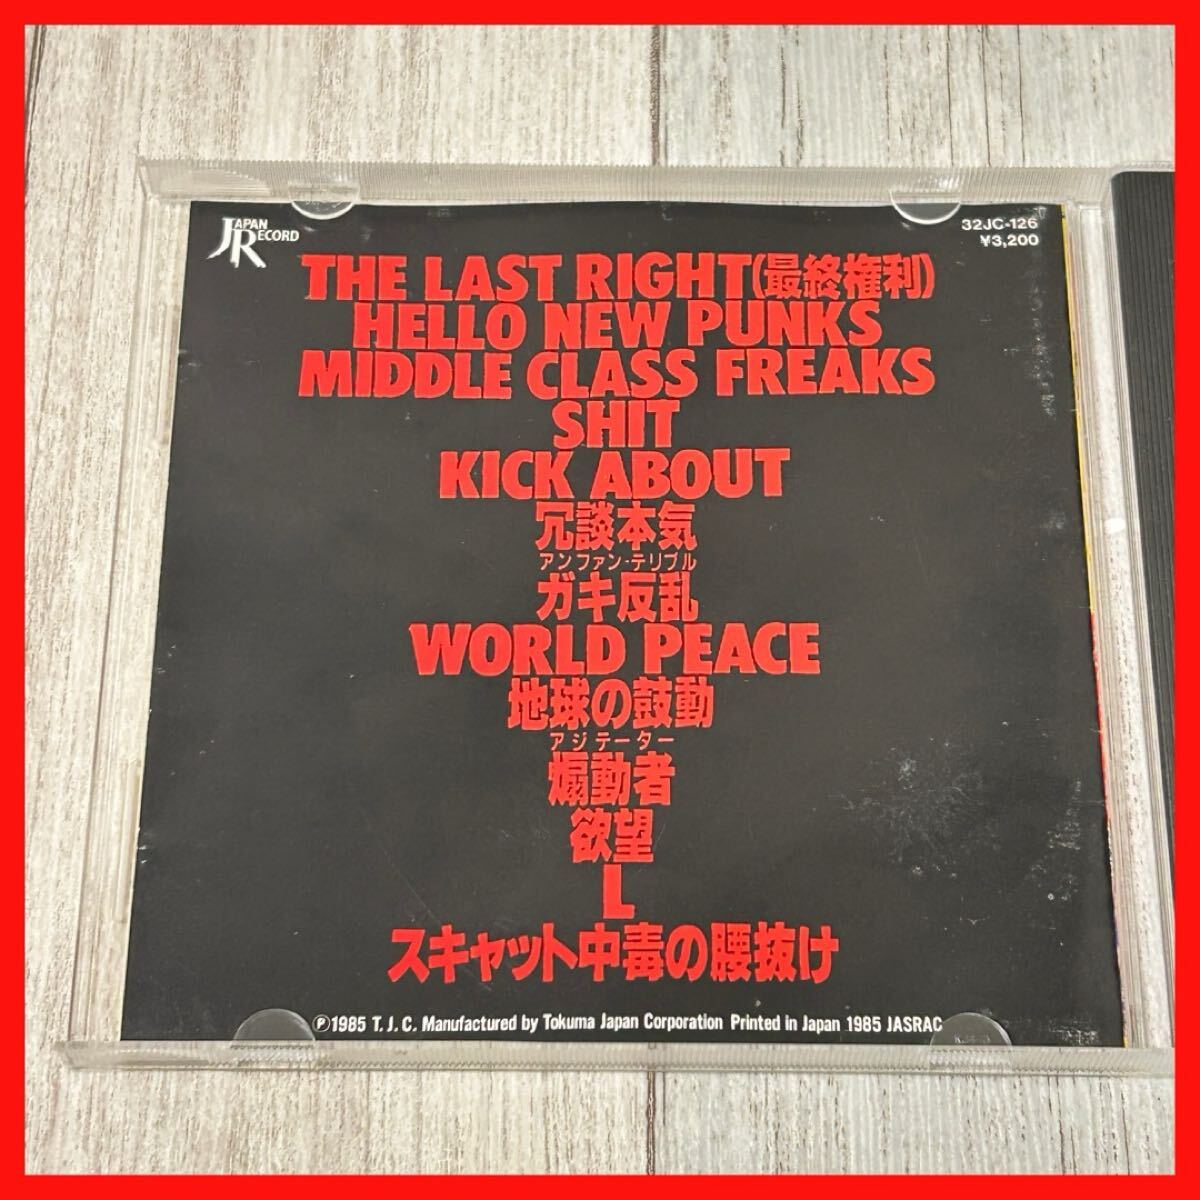 JAPAN RECORD
32JC-126
¥3,200
THE LAST RIGHT(最終権利)
HELLO NEW PUNKS
MIDDLE CLASS FREAKS
SHIT
KICK ABOUT
冗談本気
アンファン・テリブル
ガキ反乱
WORLD PEACE
地球の鼓動
アジテーター
煽動者
欲望
L
スキャット中毒の腰抜け
Ⓟ1985 T. J. C. Manufactured by Tokuma Japan Corporation Printed in Japan 1985 JASRAC